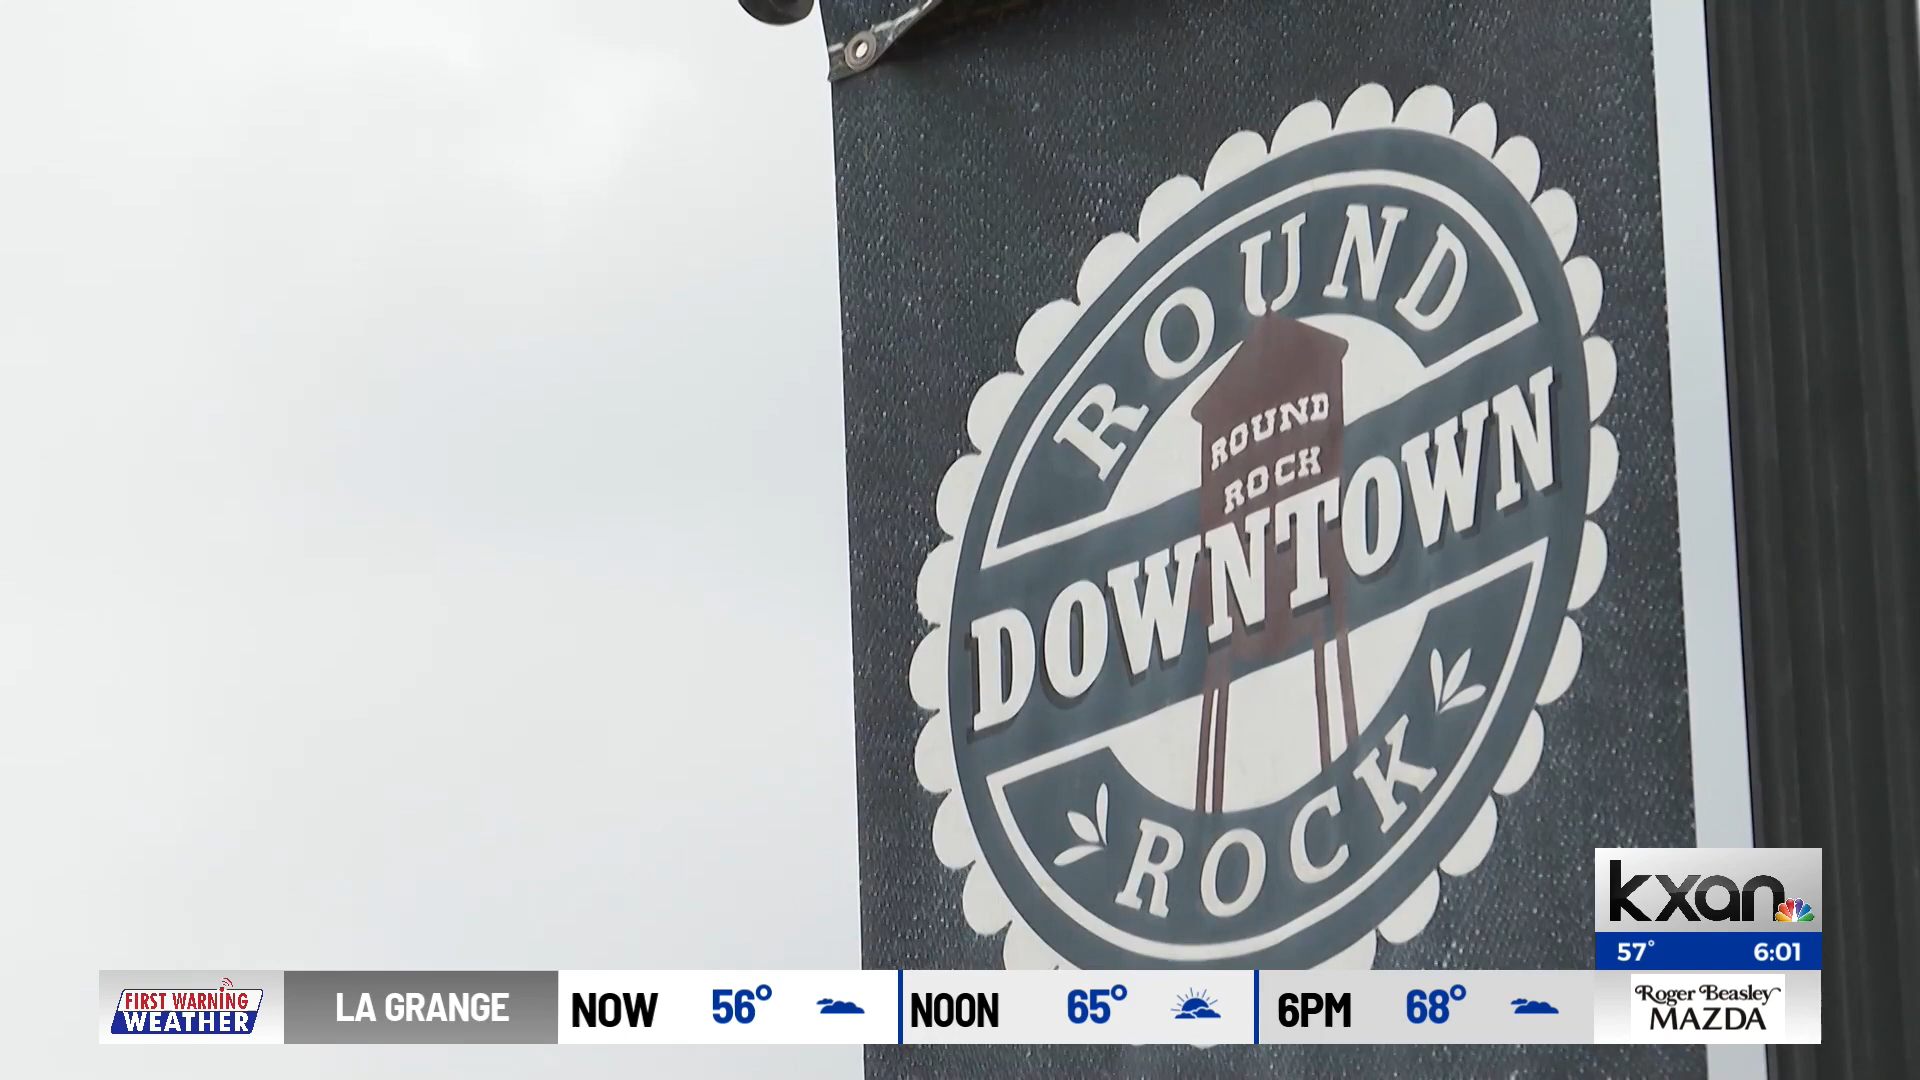 ROUND
ROUND
ROCK
DOWNTOWN
ROCK
kxan
57° 6:01
FIRST WARNING
WEATHER
LA GRANGE
NOW 56°
NOON 65°
6PM 68°
Roger Beasley
MAZDA